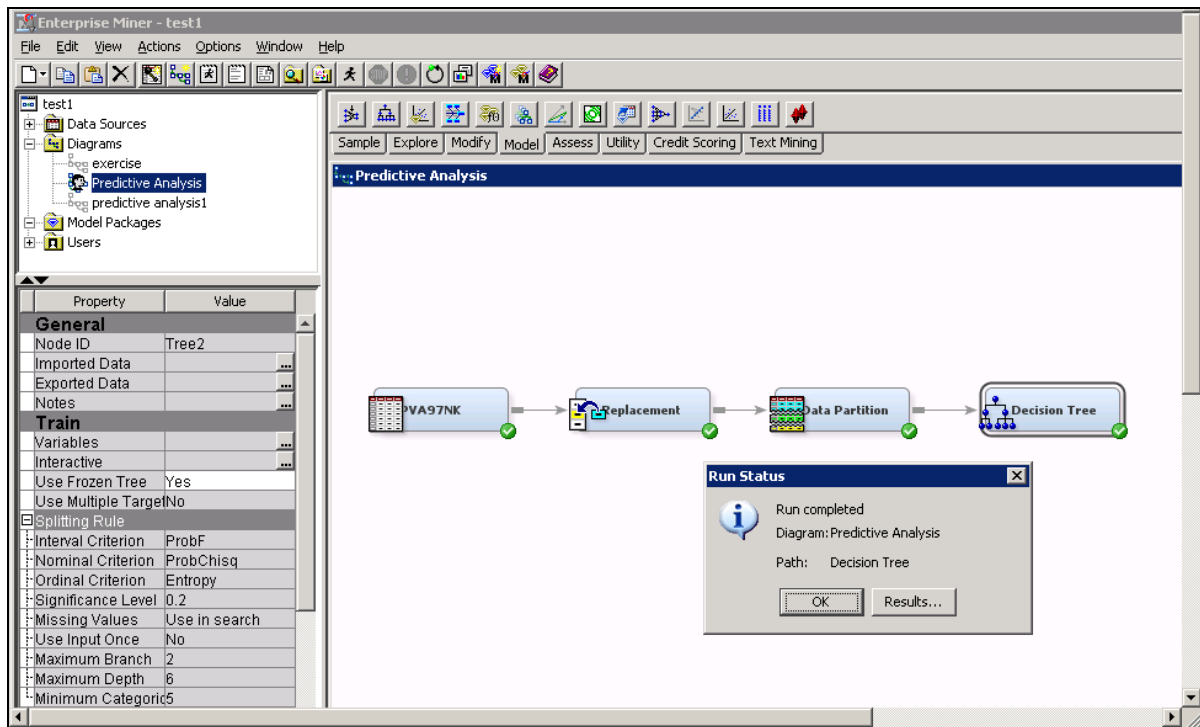 Enterprise Miner - test1
File Edit View Actions Options Window Help
test1
Data Sources
Diagrams
exercise
Predictive Analysis
predictive analysis1
Model Packages
Users
Sample Explore Modify Model Assess Utility Credit Scoring Text Mining
Predictive Analysis
PVA97NK
Replacement
Data Partition
Decision Tree
Run Status
Run completed
Diagram: Predictive Analysis
Path: Decision Tree
OK Results...
Property Value
General
Node ID Tree2
Imported Data ...
Exported Data ...
Notes ...
Train
Variables ...
Interactive ...
Use Frozen Tree Yes
Use Multiple Target No
Splitting Rule
Interval Criterion ProbF
Nominal Criterion ProbChisq
Ordinal Criterion Entropy
Significance Level 0.2
Missing Values Use in search
Use Input Once No
Maximum Branch 2
Maximum Depth 6
Minimum Categoric 5